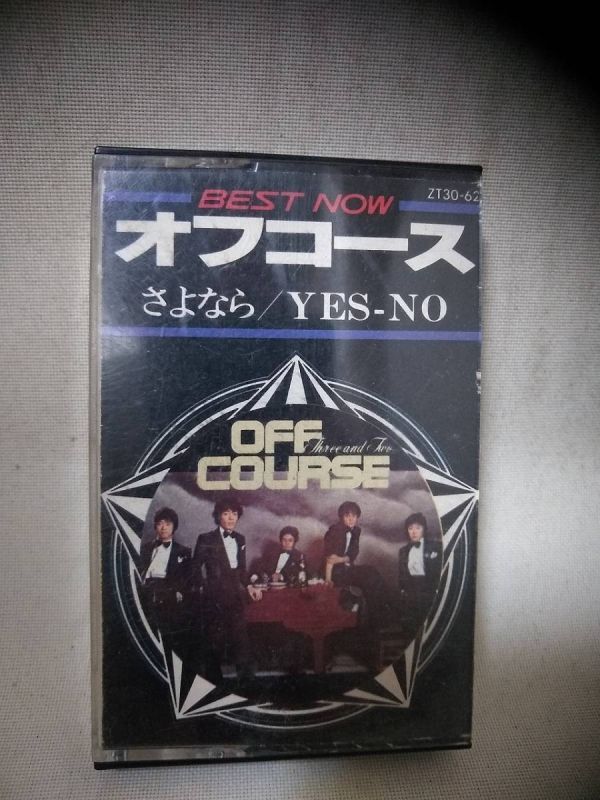 BEST NOW
ZT30-62
オフコース
さよなら/YES-NO
OFF
Three and Two
COURSE